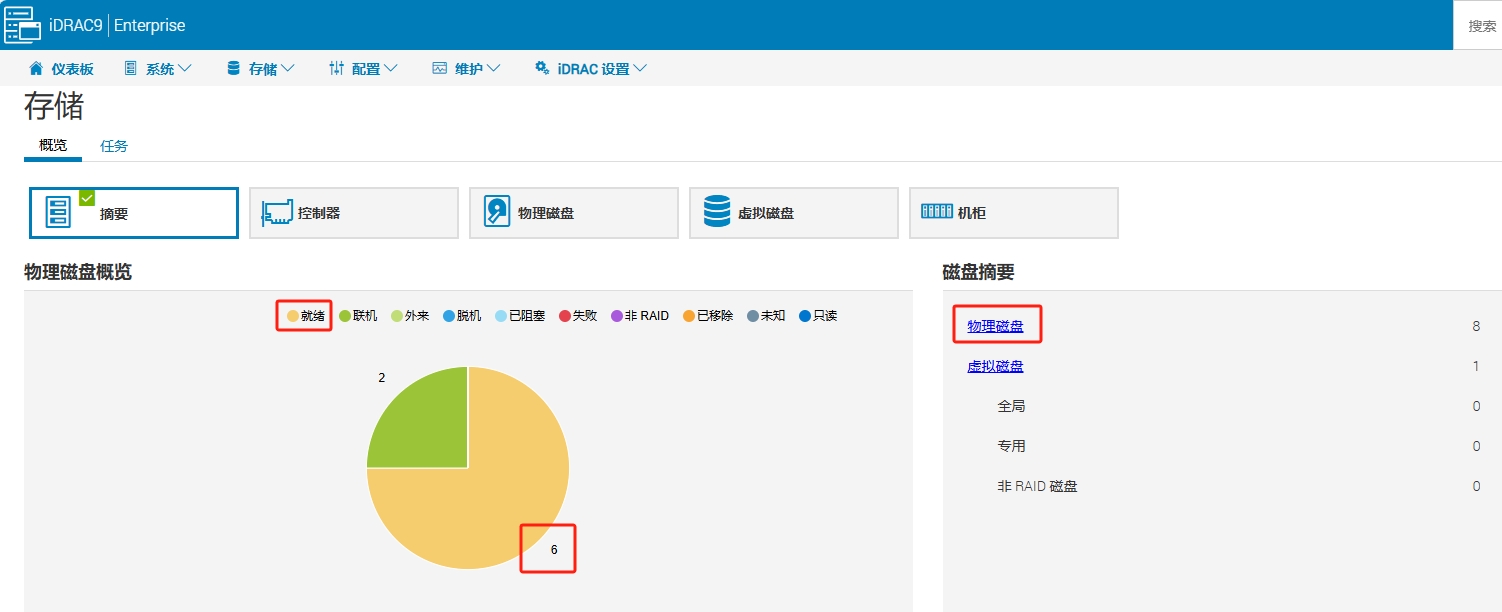 iDRAC9 | Enterprise
搜索
仪表板 系统 存储 配置 维护 iDRAC 设置
存储
概览 任务
摘要 控制器 物理磁盘 虚拟磁盘 机柜
物理磁盘概览
就绪 联机 外来 脱机 已阻塞 失败 非 RAID 已移除 未知 只读
2
6
磁盘摘要
物理磁盘 8
虚拟磁盘 1
全局 0
专用 0
非 RAID 磁盘 0